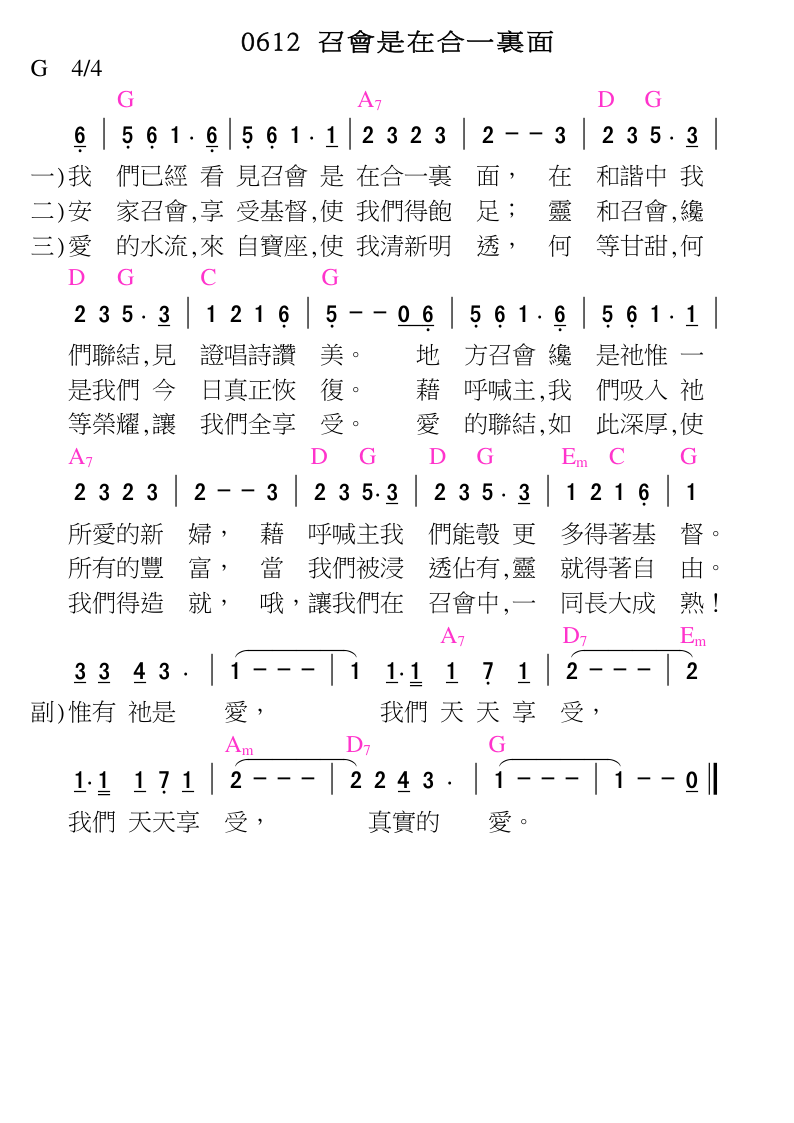 0612 召會是在合一裏面
G 4/4
G A7 D G
6 | 5 6 1 · 6 | 5 6 1 · 1 | 2 3 2 3 | 2 – – 3 | 2 3 5 · 3 |
一)我 們已經 看 見召會 是 在合一裏 面， 在 和諧中 我
二)安 家召會,享 受基督,使 我們得飽 足； 靈 和召會,纔
三)愛 的水流,來 自寶座,使 我清新明 透， 何 等甘甜,何
D G C G
2 3 5 · 3 | 1 2 1 6 | 5 – – 0 6 | 5 6 1 · 6 | 5 6 1 · 1 |
們聯結,見 證唱詩讚 美。 地 方召會 纔 是祂惟 一
是我們 今 日真正恢 復。 藉 呼喊主,我 們吸入 祂
等榮耀,讓 我們全享 受。 愛 的聯結,如 此深厚,使
A7 D G D G Em C G
2 3 2 3 | 2 – – 3 | 2 3 5· 3 | 2 3 5 · 3 | 1 2 1 6 | 1
所愛的新 婦， 藉 呼喊主我 們能彀 更 多得著基 督。
所有的豐 富， 當 我們被浸 透佔有,靈 就得著自 由。
我們得造 就， 哦，讓我們在 召會中,一 同長大成 熟！
A7 D7 Em
3 3 4 3 · | 1 – – – | 1 1· 1 1 7 1 | 2 – – – | 2
副)惟有 祂是 愛， 我們 天 天 享 受，
Am D7 G
1· 1 1 7 1 | 2 – – – | 2 2 4 3 · | 1 – – – | 1 – – 0 ‖
我們 天天享 受， 真實的 愛。